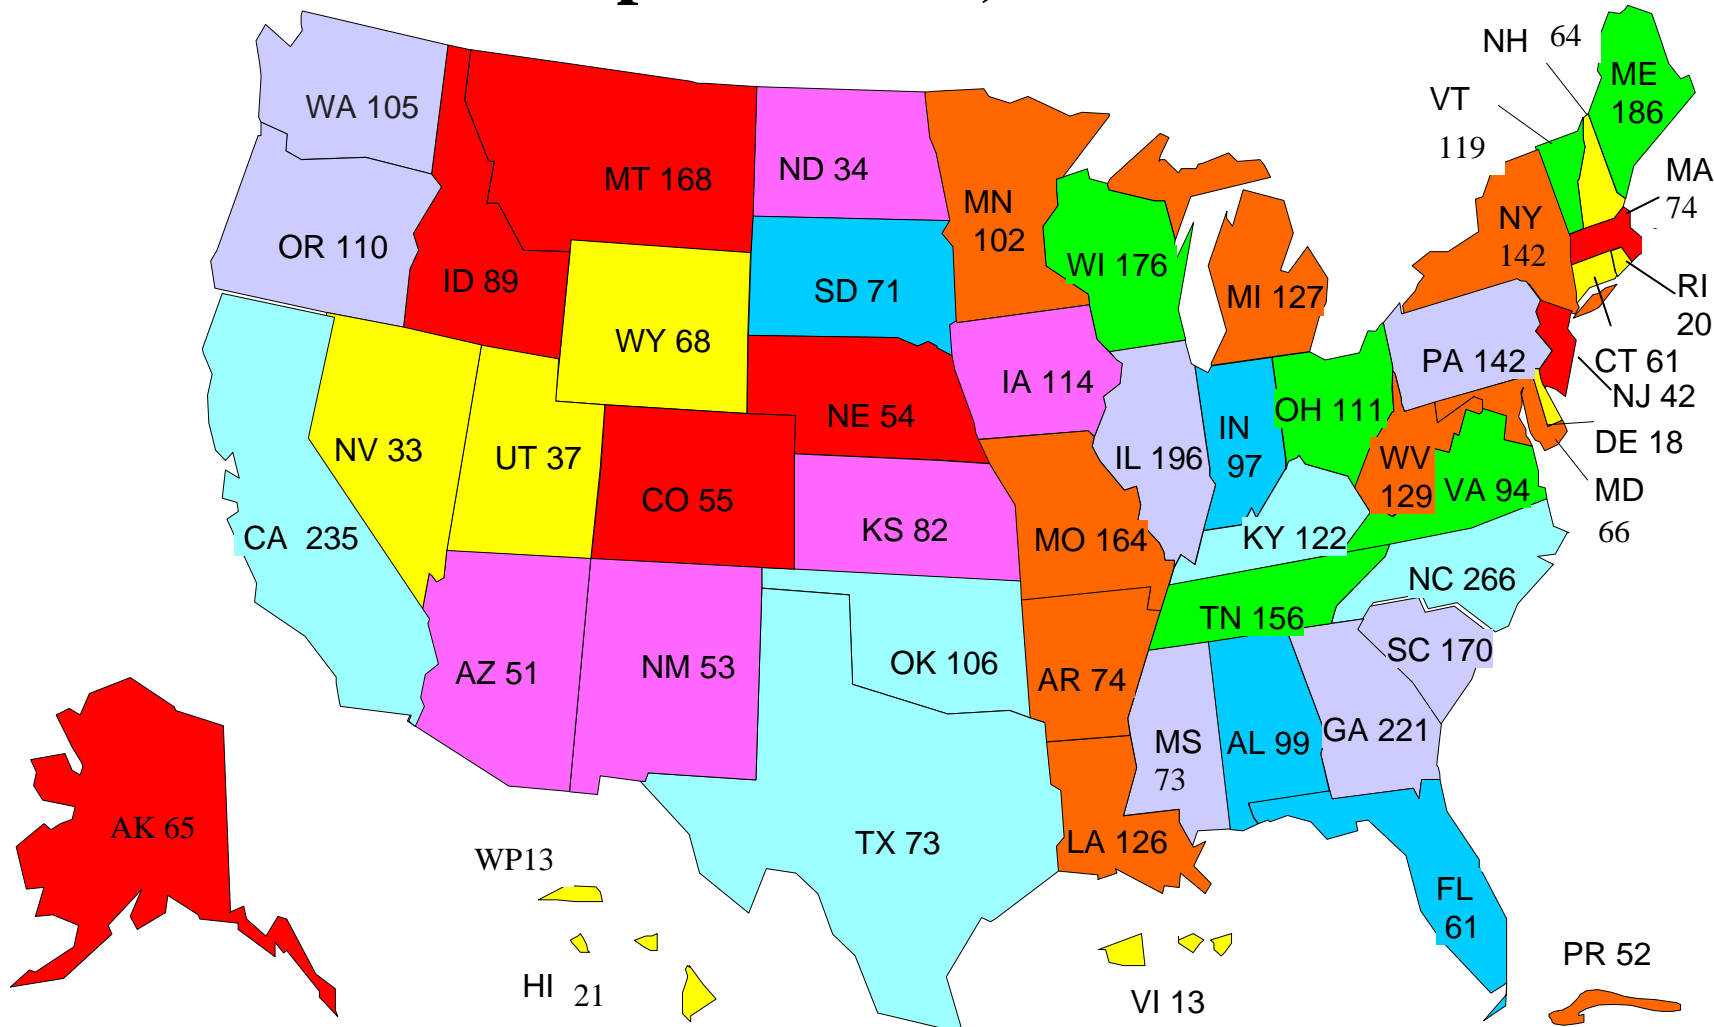 NH 64
ME
186
VT
119
WA 105
MT 168
ND 34
MN
102
MA
74
NY
142
OR 110
ID 89
SD 71
WI 176
MI 127
RI
20
WY 68
PA 142
CT 61
IA 114
NJ 42
NE 54
OH 111
IN
97
DE 18
NV 33
UT 37
IL 196
WV
129
VA 94
MD
66
CO 55
KS 82
MO 164
KY 122
CA 235
NC 266
TN 156
OK 106
SC 170
AZ 51
NM 53
AR 74
GA 221
MS
73
AL 99
AK 65
TX 73
LA 126
WP13
FL
61
HI 21
VI 13
PR 52